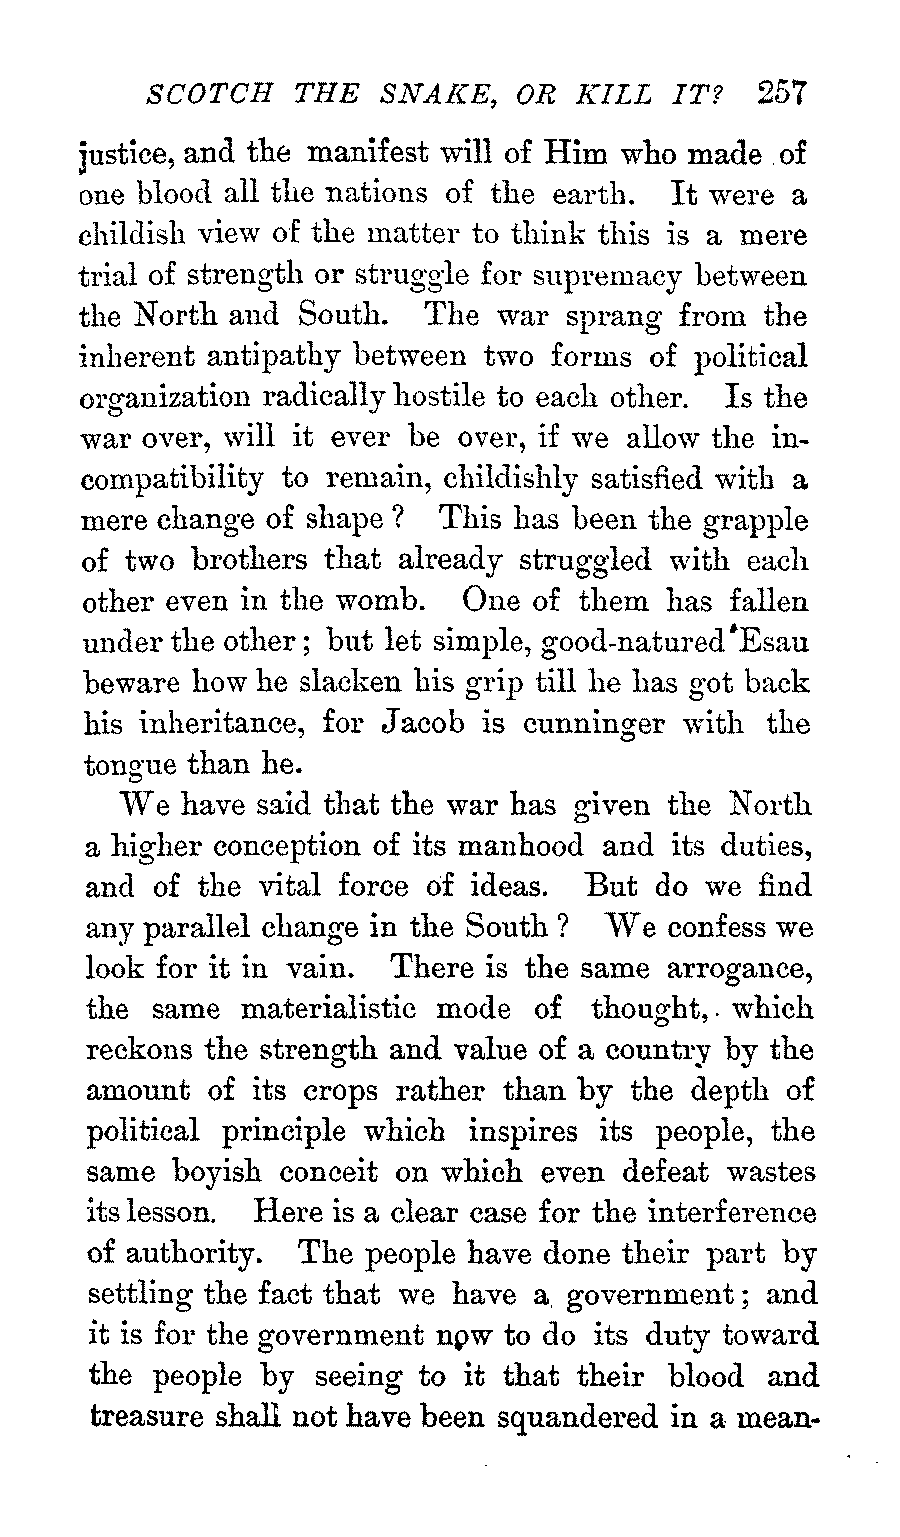 SCOTCH THE SNAKE, OR KILL IT? 257
justice, and the manifest will of Him who made of
one blood all the nations of the earth. It were a
childish view of the matter to think this is a mere
trial of strength or struggle for supremacy between
the North and South. The war sprang from the
inherent antipathy between two forms of political
organization radically hostile to each other. Is the
war over, will it ever be over, if we allow the in-
compatibility to remain, childishly satisfied with a
mere change of shape? This has been the grapple
of two brothers that already struggled with each
other even in the womb. One of them has fallen
under the other; but let simple, good-natured Esau
beware how he slacken his grip till he has got back
his inheritance, for Jacob is cunninger with the
tongue than he.
We have said that the war has given the North
a higher conception of its manhood and its duties,
and of the vital force of ideas. But do we find
any parallel change in the South? We confess we
look for it in vain. There is the same arrogance,
the same materialistic mode of thought, which
reckons the strength and value of a country by the
amount of its crops rather than by the depth of
political principle which inspires its people, the
same boyish conceit on which even defeat wastes
its lesson. Here is a clear case for the interference
of authority. The people have done their part by
settling the fact that we have a government; and
it is for the government now to do its duty toward
the people by seeing to it that their blood and
treasure shall not have been squandered in a mean-